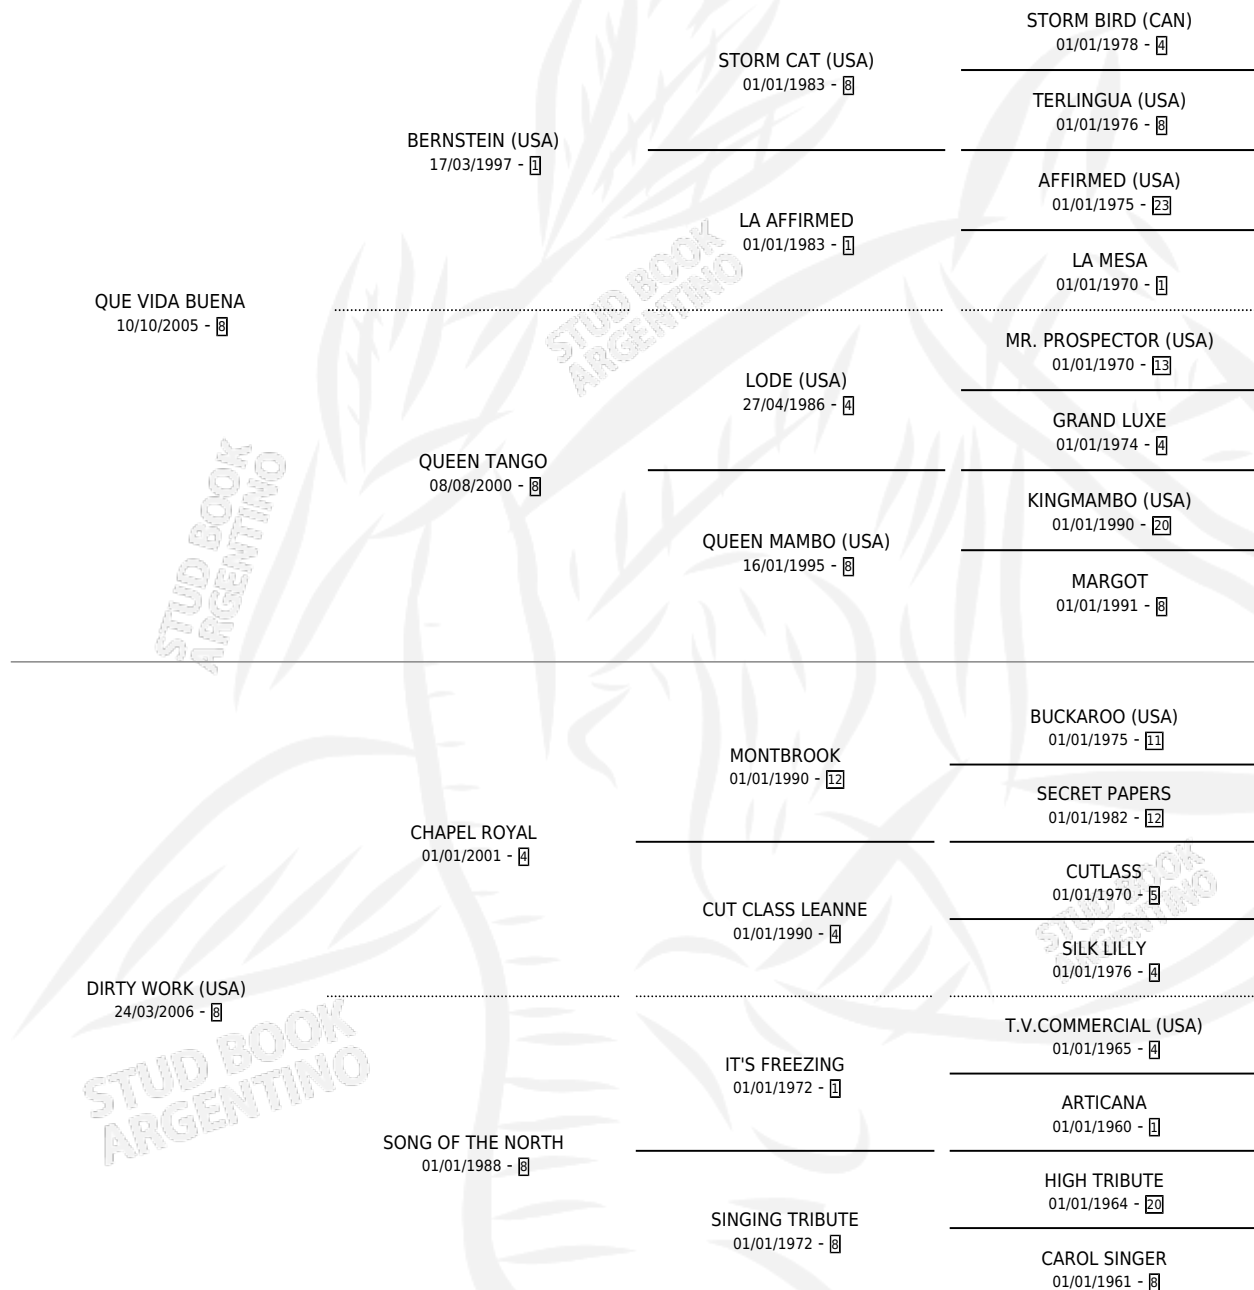 STORM BIRD (CAN)
01/01/1978 - 4
STORM CAT (USA)
01/01/1983 - 8
TERLINGUA (USA)
01/01/1976 - 8
BERNSTEIN (USA)
17/03/1997 - 1
AFFIRMED (USA)
01/01/1975 - 23
LA AFFIRMED
01/01/1983 - 1
LA MESA
01/01/1970 - 1
QUE VIDA BUENA
10/10/2005 - 8
MR. PROSPECTOR (USA)
01/01/1970 - 13
LODE (USA)
27/04/1986 - 4
GRAND LUXE
01/01/1974 - 4
QUEEN TANGO
08/08/2000 - 8
KINGMAMBO (USA)
01/01/1990 - 20
QUEEN MAMBO (USA)
16/01/1995 - 8
MARGOT
01/01/1991 - 8
BUCKAROO (USA)
01/01/1975 - 11
MONTBROOK
01/01/1990 - 12
SECRET PAPERS
01/01/1982 - 12
CHAPEL ROYAL
01/01/2001 - 4
CUTLASS
01/01/1970 - 5
CUT CLASS LEANNE
01/01/1990 - 4
SILK LILLY
01/01/1976 - 4
DIRTY WORK (USA)
24/03/2006 - 8
T.V.COMMERCIAL (USA)
01/01/1965 - 4
IT'S FREEZING
01/01/1972 - 1
ARTICANA
01/01/1960 - 1
SONG OF THE NORTH
01/01/1988 - 8
HIGH TRIBUTE
01/01/1964 - 20
SINGING TRIBUTE
01/01/1972 - 8
CAROL SINGER
01/01/1961 - 8
STUD BOOK
ARGENTINO
STUD BOOK
ARGENTINO
STUD BOOK
ARGENTINO
STUD BOOK
ARGENTINO